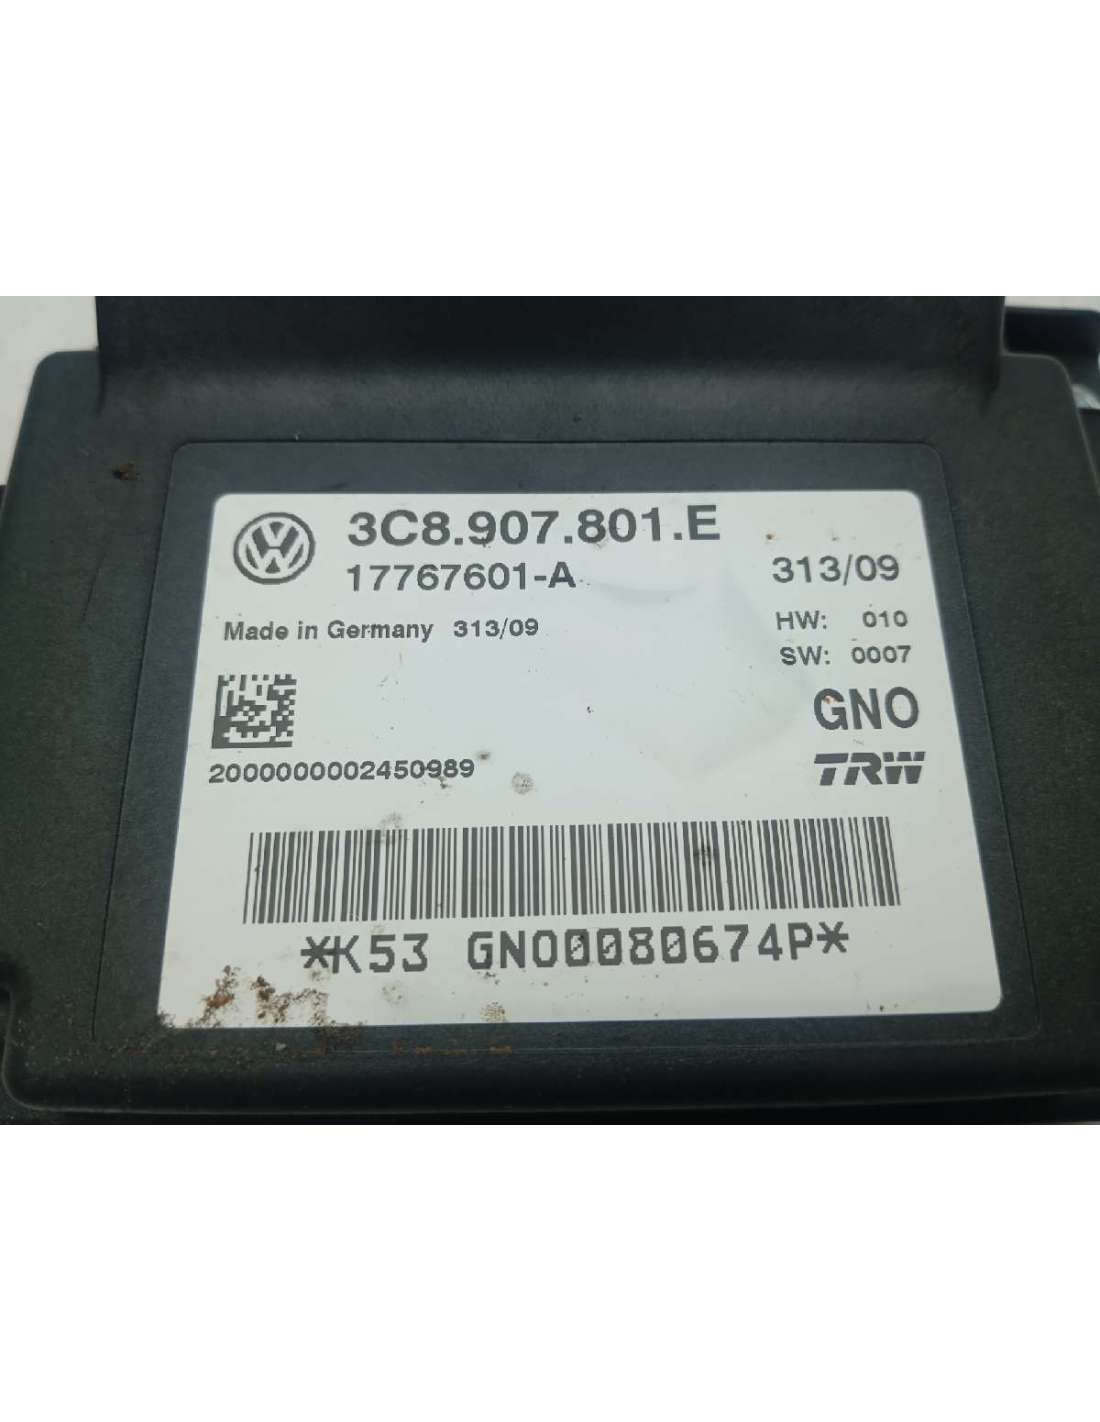 3C8.907.801.E
17767601-A
313/09
Made in Germany 313/09
HW: 010
SW: 0007
GNO
TRW
2000000002450989
*K53 GNO00080674P*